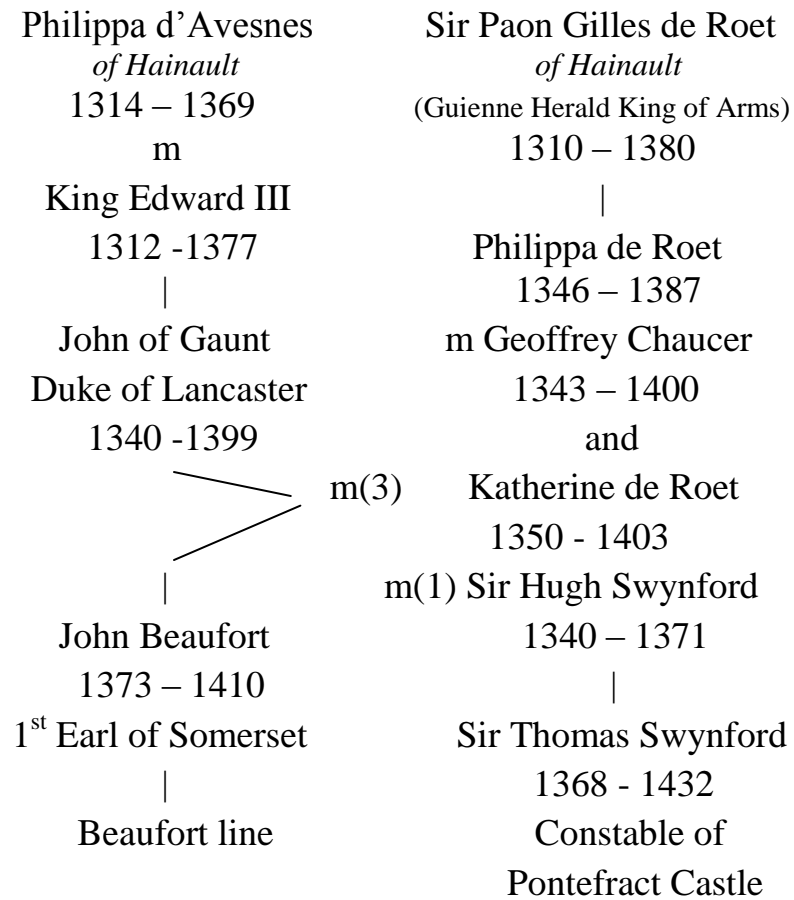 Philippa d’Avesnes
of Hainault
1314 – 1369
m
King Edward III
1312 -1377
|
John of Gaunt
Duke of Lancaster
1340 -1399
|
John Beaufort
1373 – 1410
1st Earl of Somerset
|
Beaufort line
Sir Paon Gilles de Roet
of Hainault
(Guienne Herald King of Arms)
1310 – 1380
|
Philippa de Roet
1346 – 1387
m Geoffrey Chaucer
1343 – 1400
and
m(3) Katherine de Roet
1350 - 1403
m(1) Sir Hugh Swynford
1340 – 1371
|
Sir Thomas Swynford
1368 - 1432
Constable of
Pontefract Castle